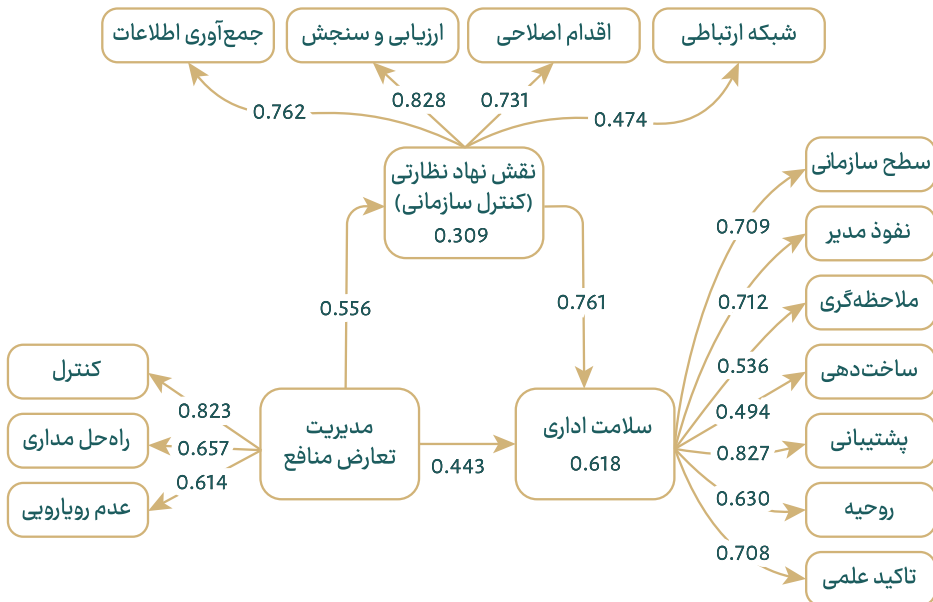 شبکه ارتباطی
اقدام اصلاحی
ارزیابی و سنجش
جمع‌آوری اطلاعات
0.474
0.731
0.828
0.762
نقش نهاد نظارتی
(کنترل سازمانی)
0.309
0.761
0.556
سطح سازمانی
نفوذ مدیر
ملاحظه‌گری
ساخت‌دهی
پشتیبانی
روحیه
تاکید علمی
0.709
0.712
0.536
0.494
0.827
0.630
0.708
سلامت اداری
0.618
0.443
مدیریت
تعارض منافع
0.823
0.657
0.614
کنترل
راه‌حل مداری
عدم رویارویی